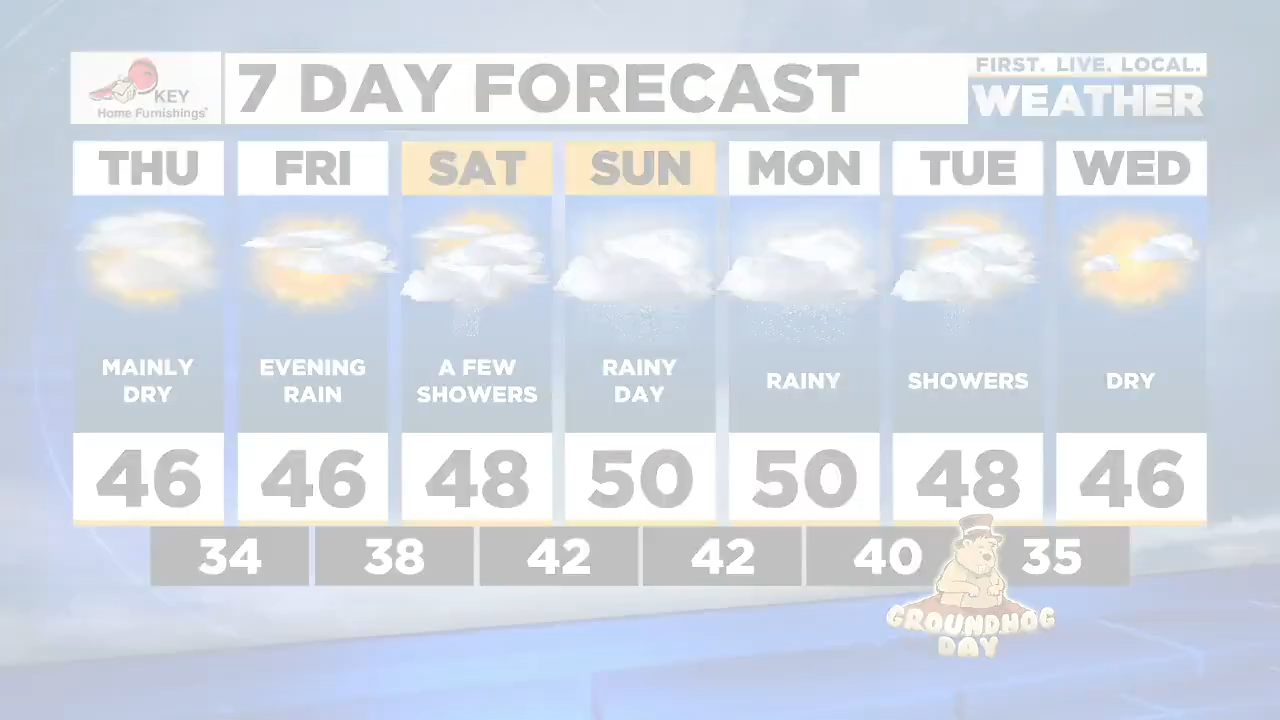 KEY
Home Furnishings
7 DAY FORECAST
FIRST. LIVE. LOCAL.
WEATHER
THU FRI SAT SUN MON TUE WED
MAINLY DRY
EVENING RAIN
A FEW SHOWERS
RAINY DAY
RAINY
SHOWERS
DRY
46 46 48 50 50 48 46
34 38 42 42 40 35
GROUNDHOG
DAY